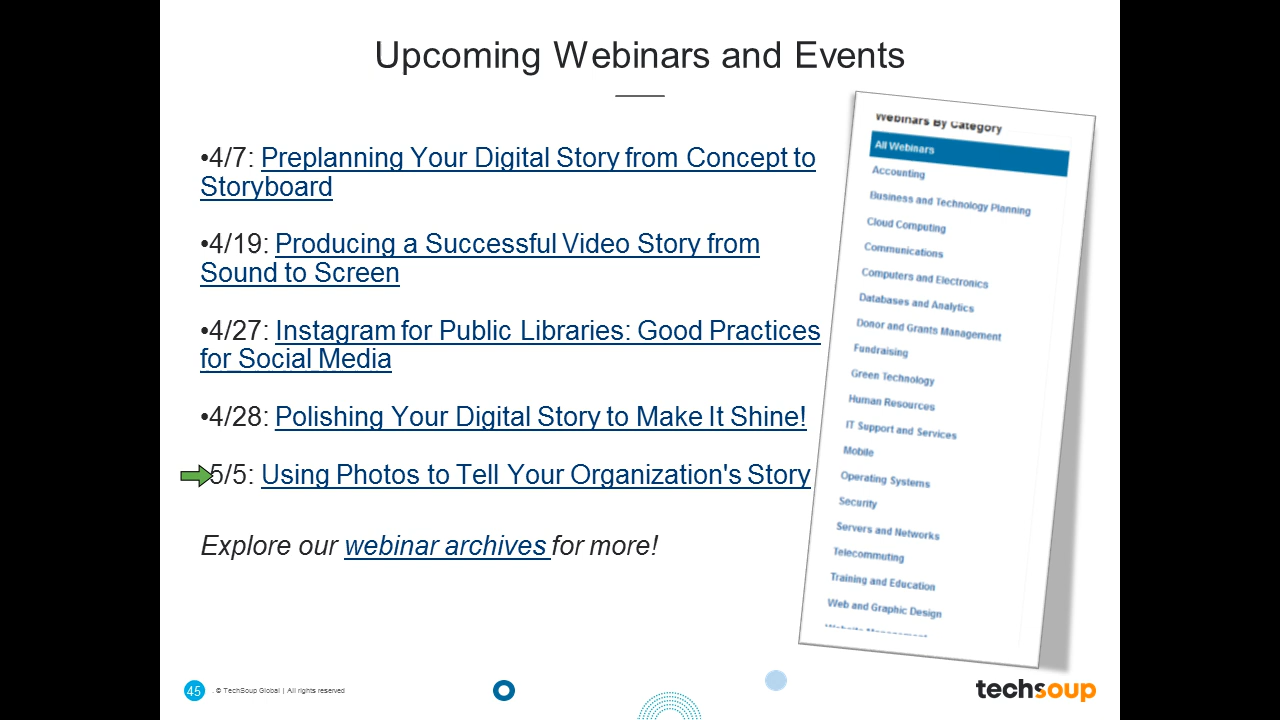 Upcoming Webinars and Events
•4/7: Preplanning Your Digital Story from Concept to
Storyboard
•4/19: Producing a Successful Video Story from
Sound to Screen
•4/27: Instagram for Public Libraries: Good Practices
for Social Media
•4/28: Polishing Your Digital Story to Make It Shine!
5/5: Using Photos to Tell Your Organization's Story
Explore our webinar archives for more!
Webinars By Category
All Webinars
Accounting
Business and Technology Planning
Cloud Computing
Communications
Computers and Electronics
Databases and Analytics
Donor and Grants Management
Fundraising
Green Technology
Human Resources
IT Support and Services
Mobile
Operating Systems
Security
Servers and Networks
Telecommuting
Training and Education
Web and Graphic Design
Website Management
45
. © TechSoup Global | All rights reserved
techsoup